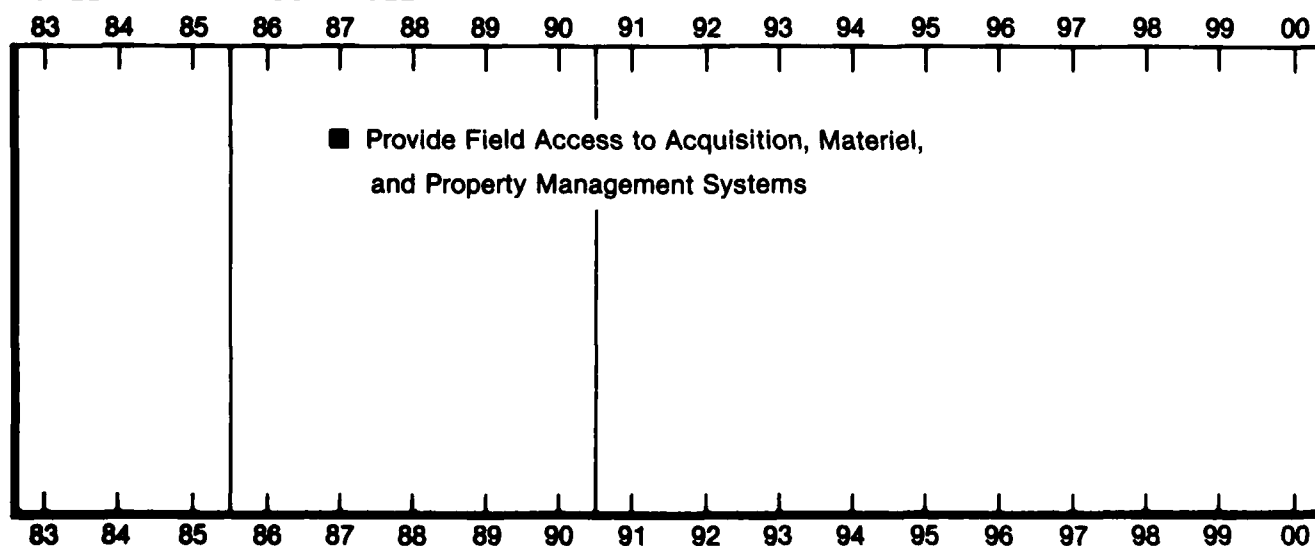 83 84 85 86 87 88 89 90 91 92 93 94 95 96 97 98 99 00
■ Provide Field Access to Acquisition, Materiel,
and Property Management Systems
83 84 85 86 87 88 89 90 91 92 93 94 95 96 97 98 99 00